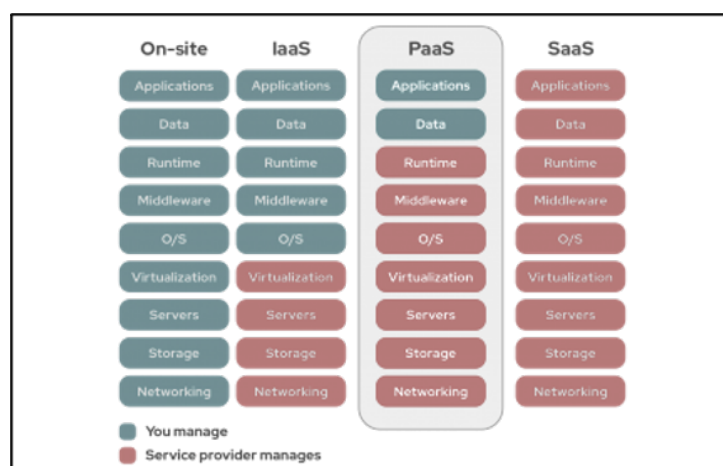 On-site IaaS PaaS SaaS
Applications Applications Applications Applications
Data Data Data Data
Runtime Runtime Runtime Runtime
Middleware Middleware Middleware Middleware
O/S O/S O/S O/S
Virtualization Virtualization Virtualization Virtualization
Servers Servers Servers Servers
Storage Storage Storage Storage
Networking Networking Networking Networking
You manage
Service provider manages